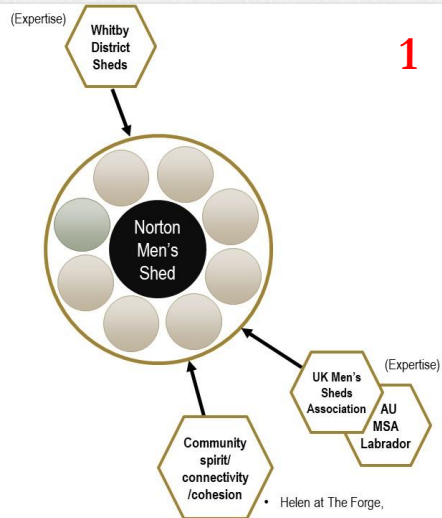 (Expertise)
Whitby
District
Sheds
1
Norton
Men's
Shed
UK Men's
Sheds
Association
(Expertise)
AU
MSA
Labrador
Community
spirit/
connectivity
/cohesion
• Helen at The Forge,